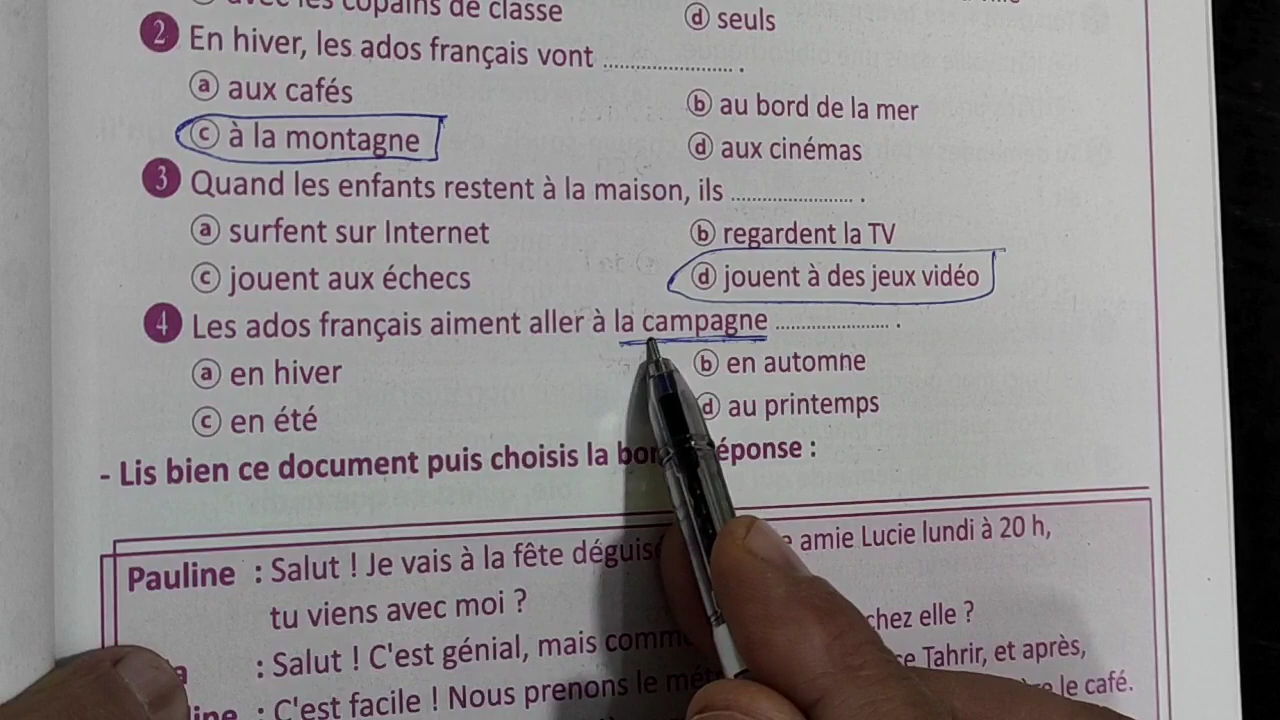 les copains de classe
d seuls
2 En hiver, les ados français vont .................... .
a aux cafés
b au bord de la mer
c à la montagne
d aux cinémas
3 Quand les enfants restent à la maison, ils .................... .
a surfent sur Internet
b regardent la TV
c jouent aux échecs
d jouent à des jeux vidéo
4 Les ados français aiment aller à la campagne .................... .
a en hiver
b en automne
c en été
d au printemps
- Lis bien ce document puis choisis la réponse :
Pauline : Salut ! Je vais à la fête amie Lucie lundi à 20 h,
tu viens avec moi ?
: Salut ! C'est génial, mais chez elle ?
: C'est facile ! Nous prenons le Tahrir, et après,
le café.